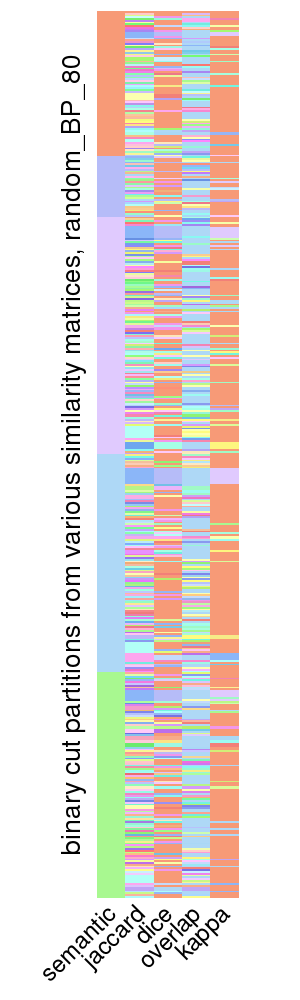 binary cut partitions from various similarity matrices, random_BP_80
semantic
jaccard
dice
overlap
kappa